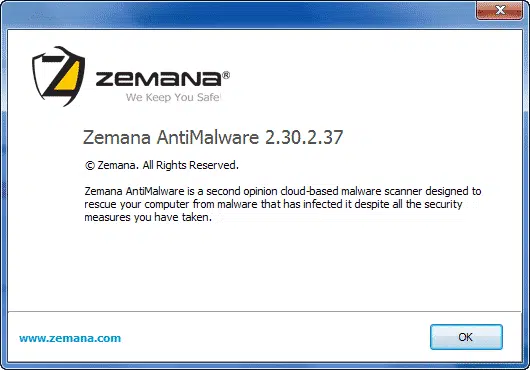 ZEMANA®
We Keep You Safe!
Zemana AntiMalware 2.30.2.37
© Zemana. All Rights Reserved.
Zemana AntiMalware is a second opinion cloud-based malware scanner designed to
rescue your computer from malware that has infected it despite all the security
measures you have taken.
www.zemana.com
OK